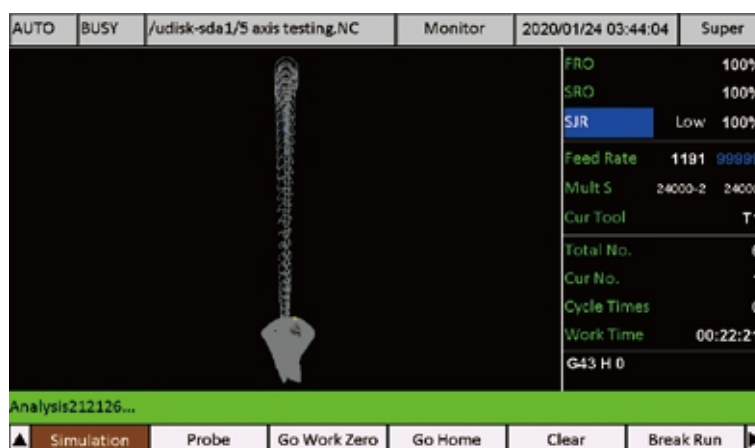 AUTO BUSY /udisk-sda1/5 axis testing.NC Monitor 2020/01/24 03:44:04 Super
FRO 100%
SRO 100%
SJR Low 100%
Feed Rate 1191
Mult S 24000-2
Cur Tool
Total No.
Cur No.
Cycle Times
Work Time
G43 H 0
Analysis212126...
▲ Simulation Probe Go Work Zero Go Home Clear Break Run